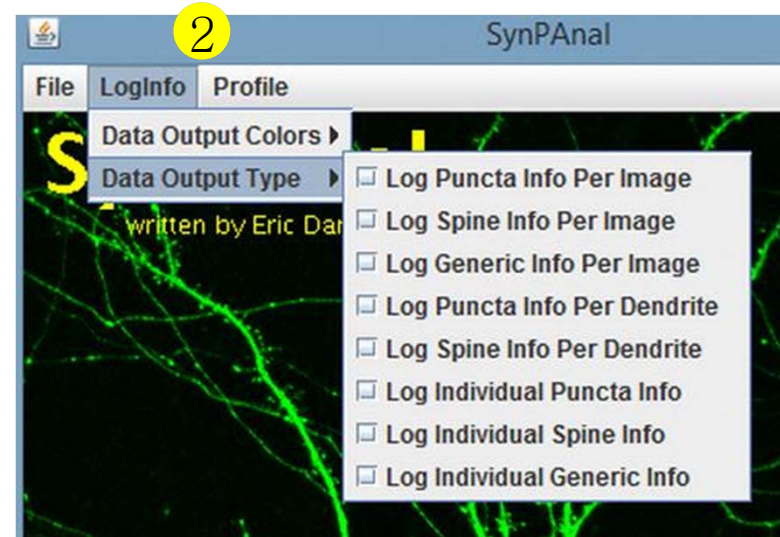 2
SynPAnal
File LogInfo Profile
Data Output Colors
Data Output Type
written by Eric Dan
Log Puncta Info Per Image
Log Spine Info Per Image
Log Generic Info Per Image
Log Puncta Info Per Dendrite
Log Spine Info Per Dendrite
Log Individual Puncta Info
Log Individual Spine Info
Log Individual Generic Info